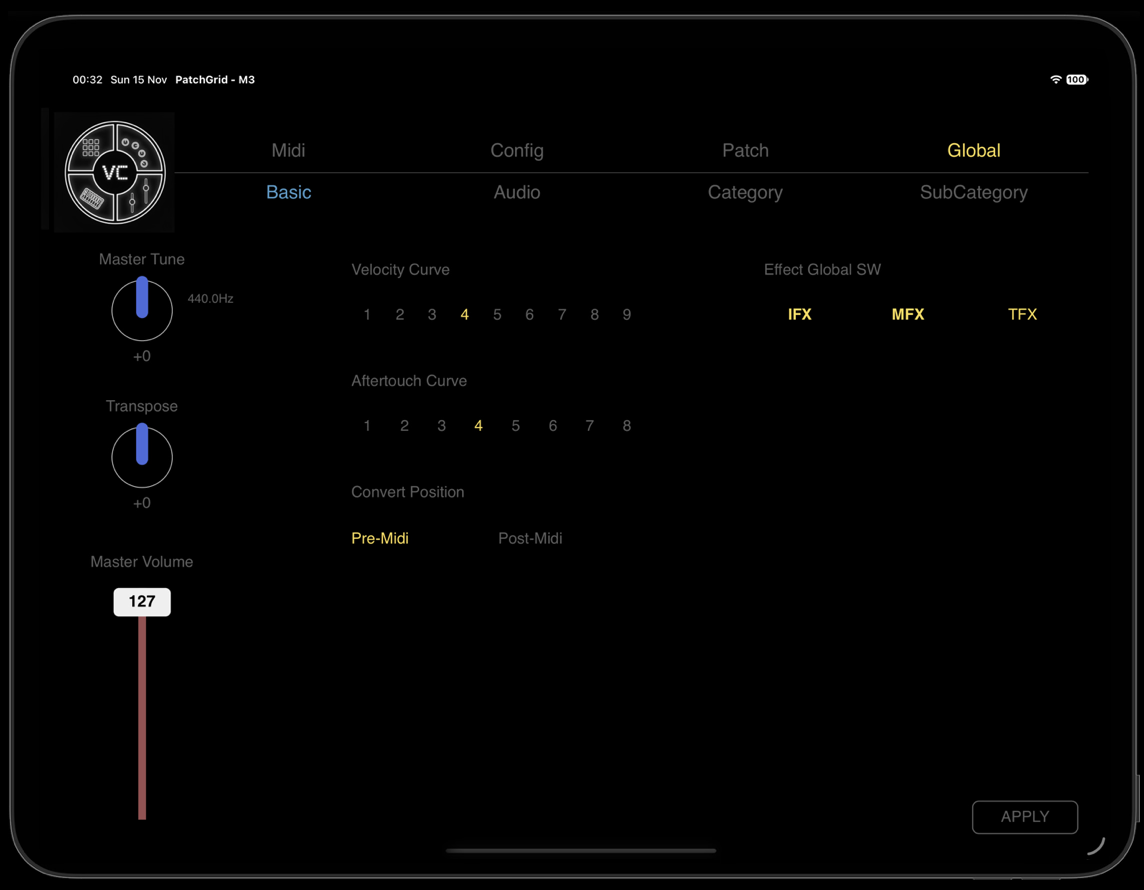 00:32 Sun 15 Nov PatchGrid - M3
100
VC
Midi Config Patch Global
Basic Audio Category SubCategory
Master Tune
440.0Hz
+0
Transpose
+0
Master Volume
127
Velocity Curve
1 2 3 4 5 6 7 8 9
Aftertouch Curve
1 2 3 4 5 6 7 8
Convert Position
Pre-Midi Post-Midi
Effect Global SW
IFX MFX TFX
APPLY